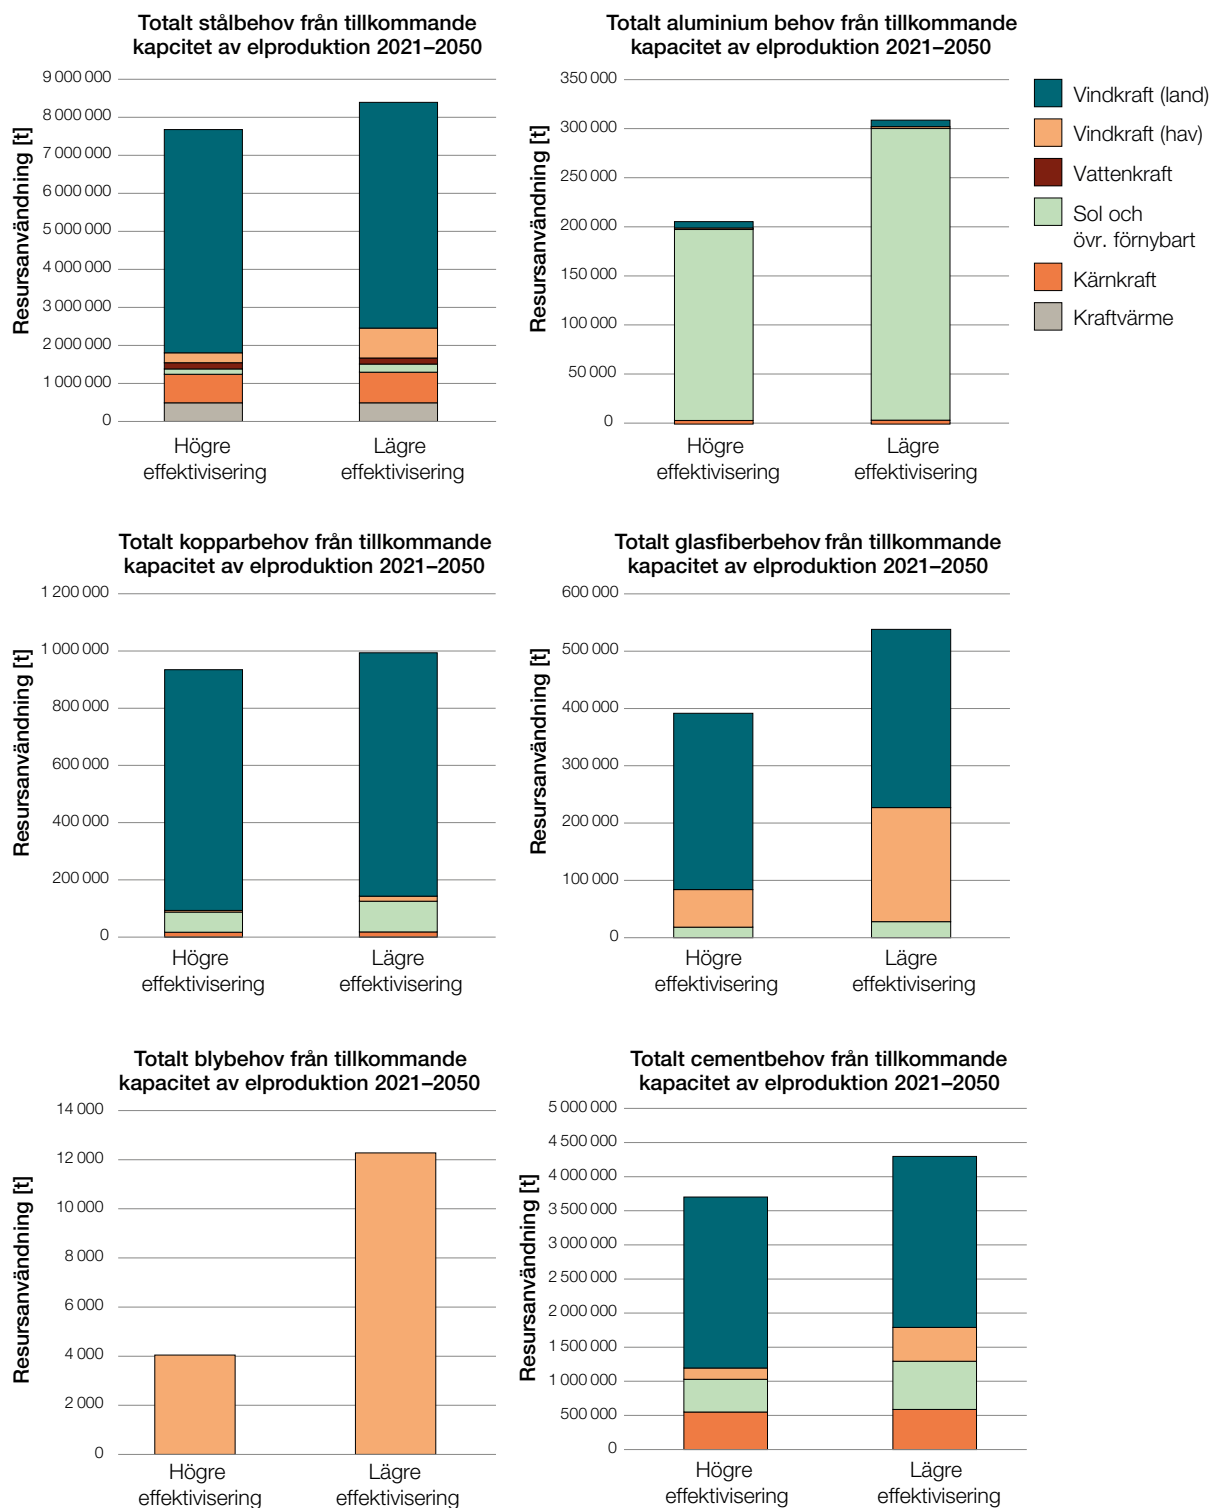 Totalt stålbehov från tillkommande
kapcitet av elproduktion 2021–2050
Resursanvändning [t]
9 000 000
8 000 000
7 000 000
6 000 000
5 000 000
4 000 000
3 000 000
2 000 000
1 000 000
0
Högre
effektivisering
Lägre
effektivisering
Totalt aluminium behov från tillkommande
kapacitet av elproduktion 2021–2050
Resursanvändning [t]
350 000
300 000
250 000
200 000
150 000
100 000
50 000
0
Högre
effektivisering
Lägre
effektivisering
Vindkraft (land)
Vindkraft (hav)
Vattenkraft
Sol och
övr. förnybart
Kärnkraft
Kraftvärme
Totalt kopparbehov från tillkommande
kapacitet av elproduktion 2021–2050
Resursanvändning [t]
1 200 000
1 000 000
800 000
600 000
400 000
200 000
0
Högre
effektivisering
Lägre
effektivisering
Totalt glasfiberbehov från tillkommande
kapacitet av elproduktion 2021–2050
Resursanvändning [t]
600 000
500 000
400 000
300 000
200 000
100 000
0
Högre
effektivisering
Lägre
effektivisering
Totalt blybehov från tillkommande
kapacitet av elproduktion 2021–2050
Resursanvändning [t]
14 000
12 000
10 000
8 000
6 000
4 000
2 000
0
Högre
effektivisering
Lägre
effektivisering
Totalt cementbehov från tillkommande
kapacitet av elproduktion 2021–2050
Resursanvändning [t]
5 000 000
4 500 000
4 000 000
3 500 000
3 000 000
2 500 000
2 000 000
1 500 000
1 000 000
500 000
0
Högre
effektivisering
Lägre
effektivisering